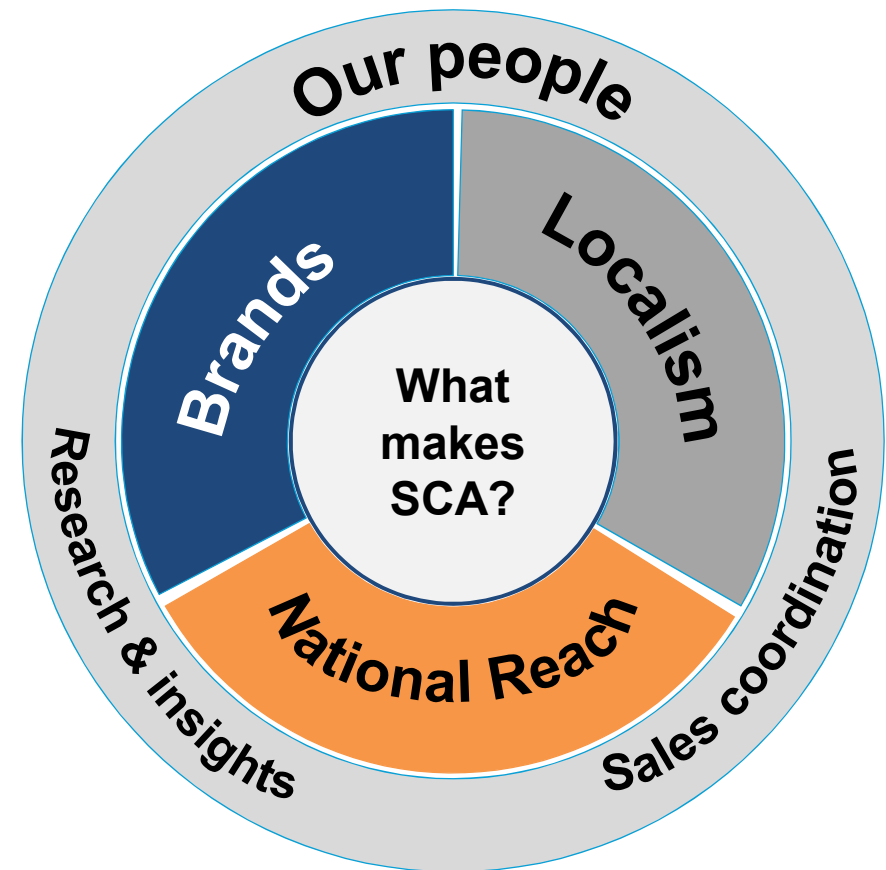 Our people
Brands
Localism
What
makes
SCA?
National Reach
Research & insights
Sales coordination